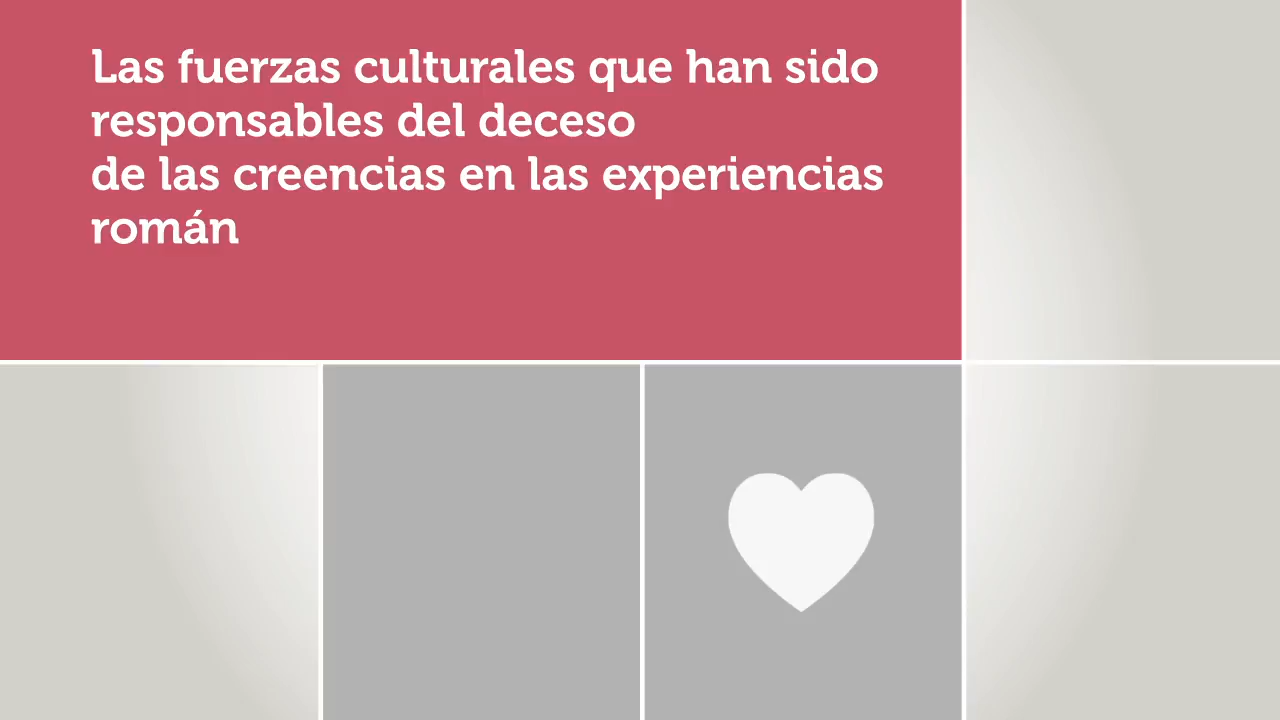 Las fuerzas culturales que han sido
responsables del deceso
de las creencias en las experiencias
román